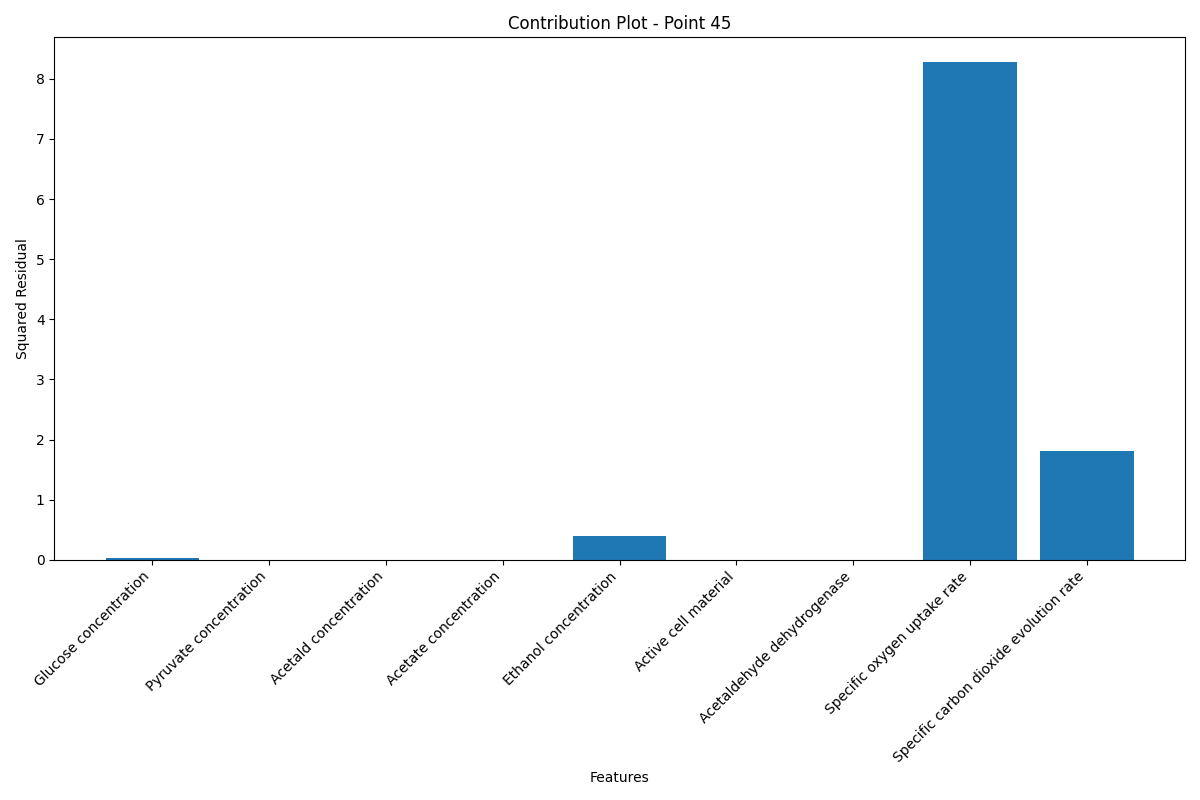 Contribution Plot - Point 45
Squared Residual
8
7
6
5
4
3
2
1
0
Glucose concentration
Pyruvate concentration
Acetald concentration
Acetate concentration
Ethanol concentration
Active cell material
Acetaldehyde dehydrogenase
Specific oxygen uptake rate
Specific carbon dioxide evolution rate
Features